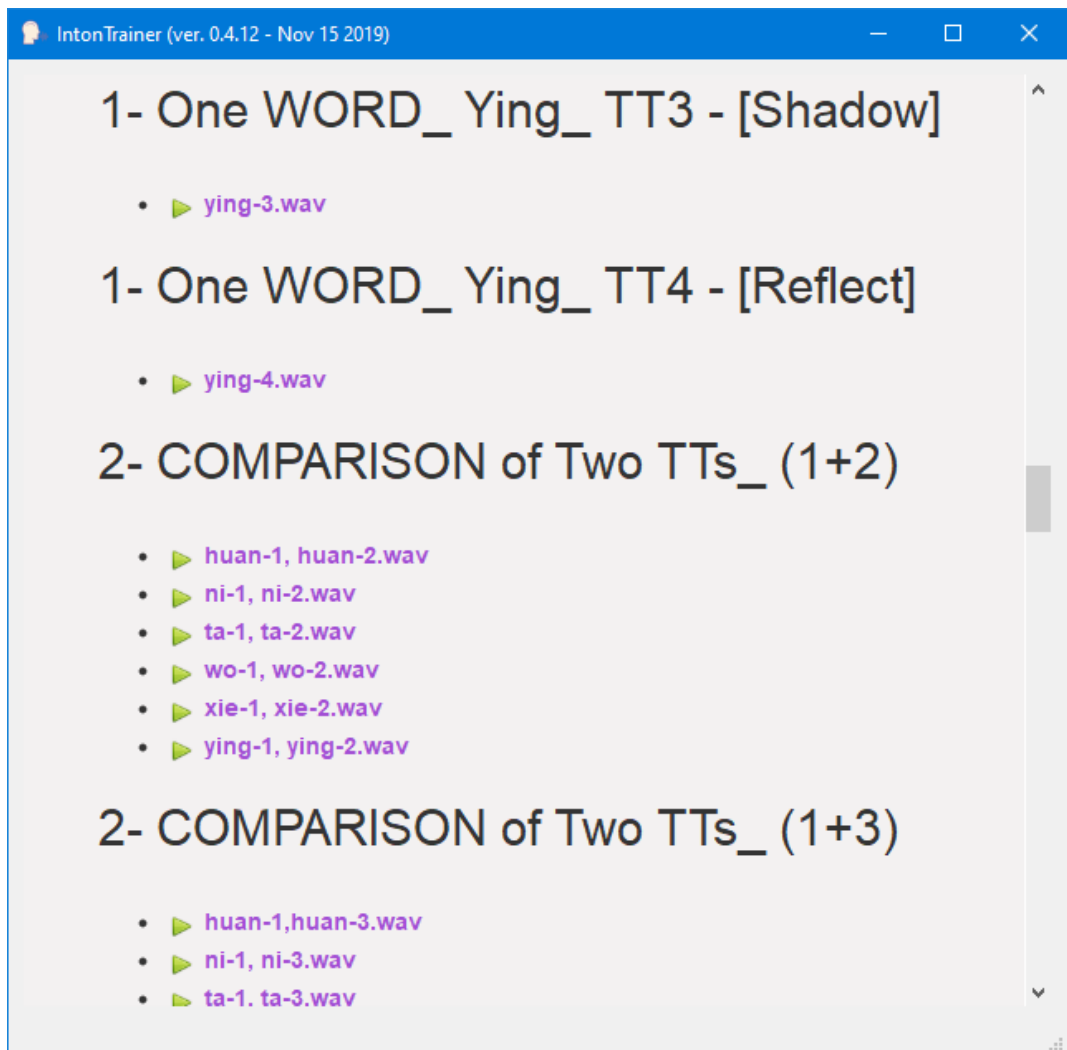 IntonTrainer (ver. 0.4.12 - Nov 15 2019)
1- One WORD_ Ying_ TT3 - [Shadow]
ying-3.wav
1- One WORD_ Ying_ TT4 - [Reflect]
ying-4.wav
2- COMPARISON of Two TTs_ (1+2)
huan-1, huan-2.wav
ni-1, ni-2.wav
ta-1, ta-2.wav
wo-1, wo-2.wav
xie-1, xie-2.wav
ying-1, ying-2.wav
2- COMPARISON of Two TTs_ (1+3)
huan-1,huan-3.wav
ni-1, ni-3.wav
ta-1, ta-3.wav